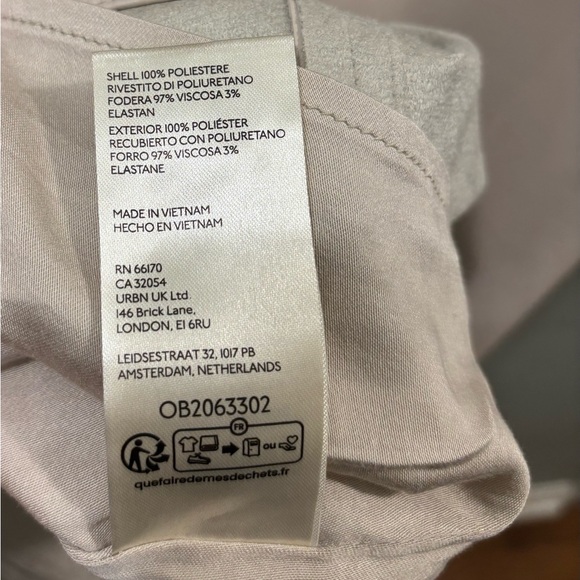 SHELL 100% POLIESTERE
RIVESTITO DI POLIURETANO
FODERA 97% VISCOSA 3%
ELASTAN
EXTERIOR 100% POLIÉSTER
RECUBIERTO CON POLIURETANO
FORRO 97% VISCOSA 3%
ELASTANE
MADE IN VIETNAM
HECHO EN VIETNAM
RN 66170
CA 32054
URBN UK Ltd
146 Brick Lane,
LONDON, E1 6RU
LEIDSESTRAAT 32, 1017 PB
AMSTERDAM, NETHERLANDS
OB2063302
FR
ou
quefairedemesdechets.fr